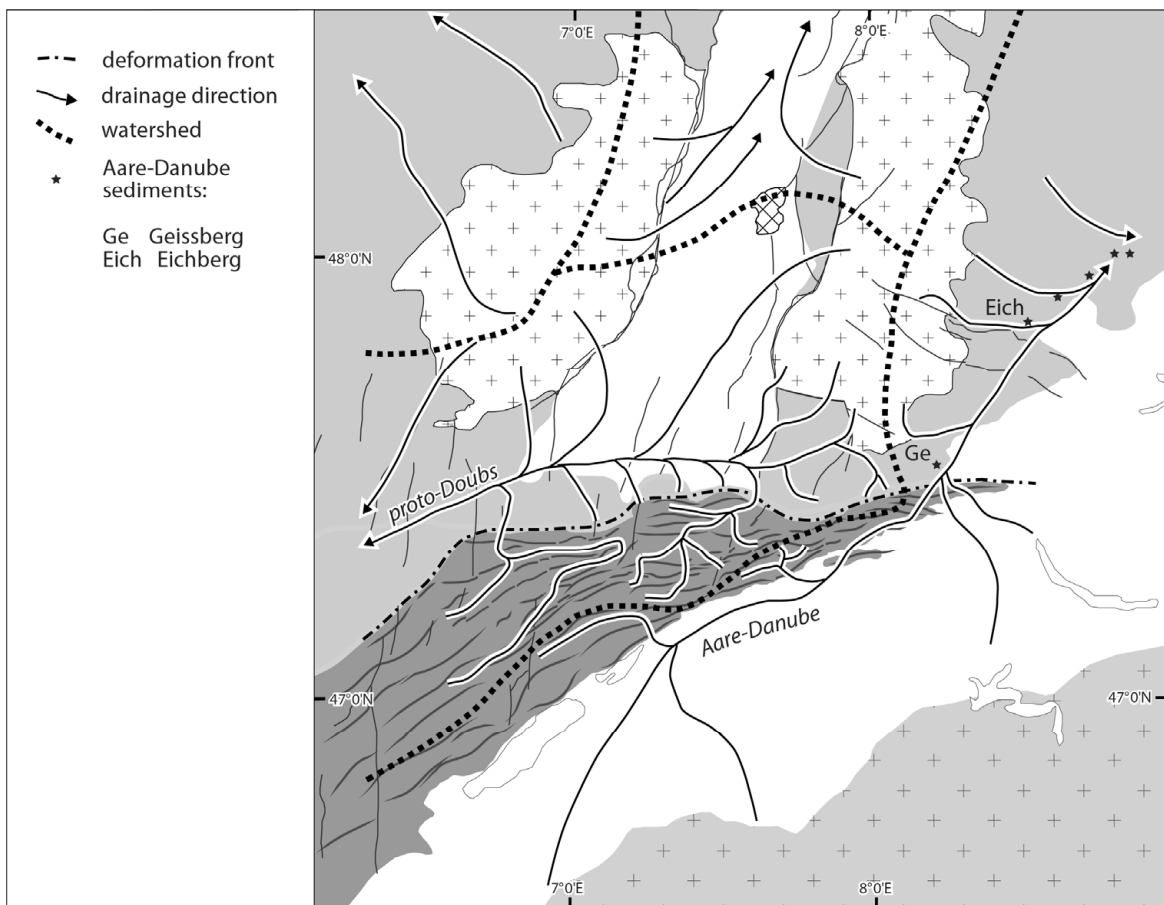 deformation front
drainage direction
watershed
Aare-Danube
sediments:
Ge Geissberg
Eich Eichberg
7°0'E
8°0'E
48°0'N
Eich
Ge
proto-Doubs
Aare-Danube
47°0'N
47°0'N
7°0'E
8°0'E